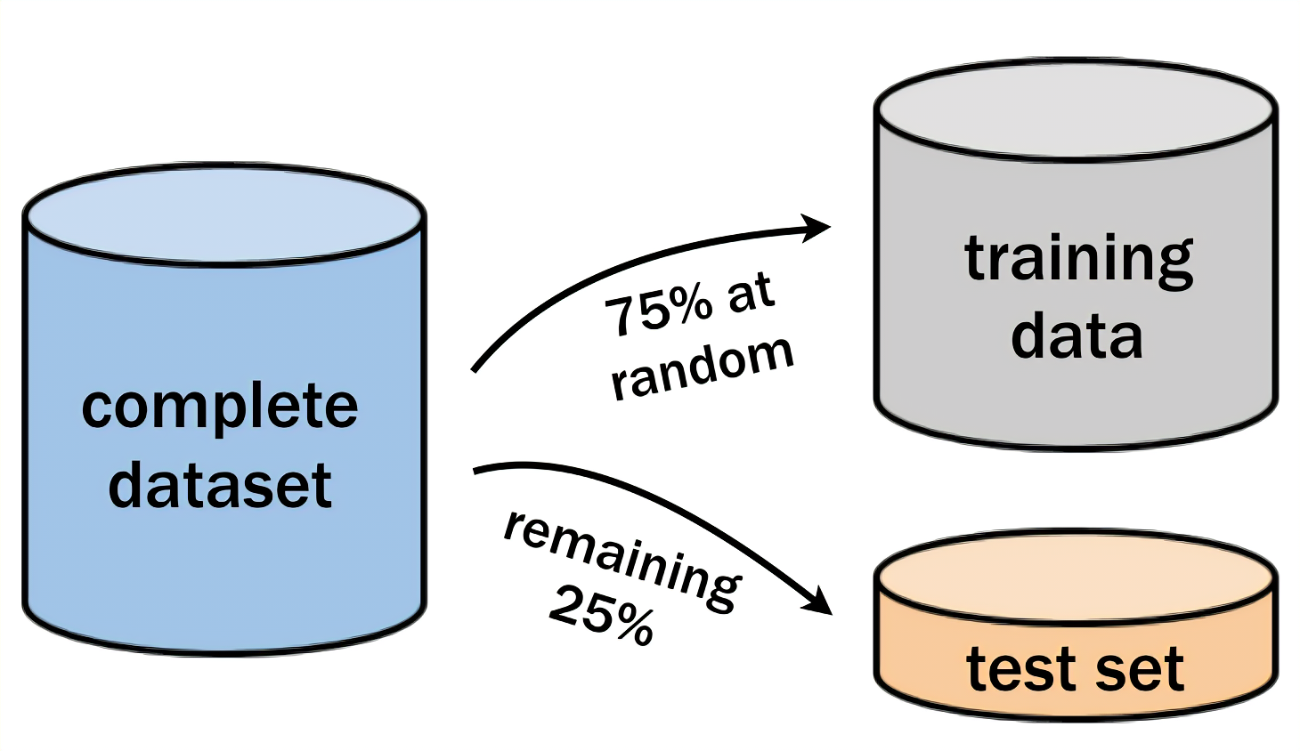 complete
dataset
75% at
random
remaining
25%
training
data
test set